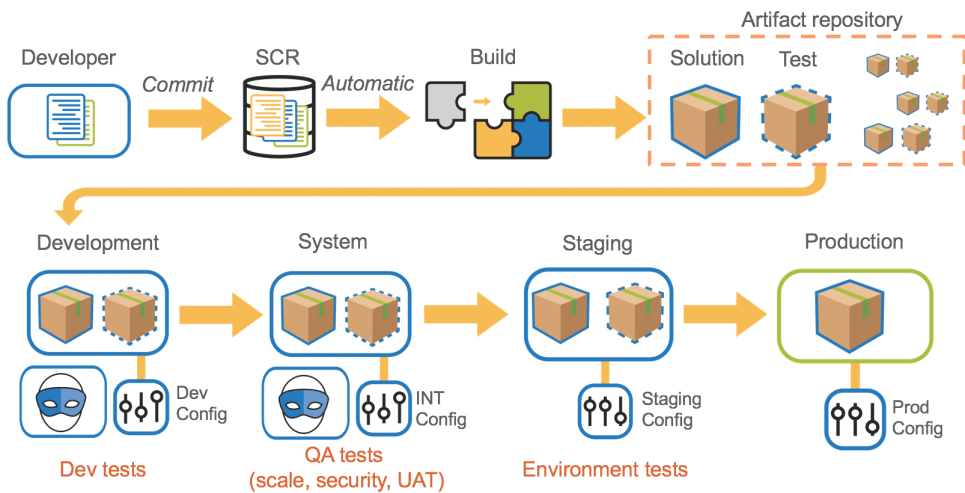 Artifact repository
Developer
SCR
Build
Solution
Test
Commit
Automatic
Development
System
Staging
Production
Dev
Config
INT
Config
Staging
Config
Prod
Config
Dev tests
QA tests
(scale, security, UAT)
Environment tests